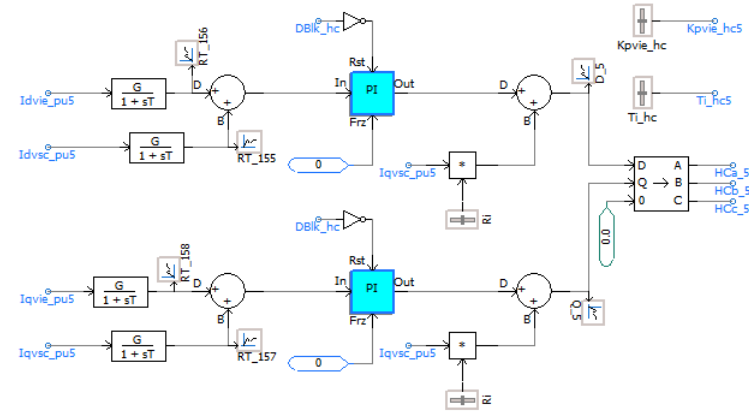 DBlk_hc
RT_156
Kpvie_hc
Kpvie_hc5
Rst
D_5
Idvie_pu5
G
1 + sT
D
+
+
B
In
PI
Out
Frz
D
+
+
B
Ti_hc
Ti_hc5
Idvsc_pu5
G
1 + sT
RT_155
0
Iqvsc_pu5
*
Ri
D
Q
0
A
B
C
HCa_5
HCb_5
HCc_5
0.0
DBlk_hc
RT_158
Rst
Iqvie_pu5
G
1 + sT
D
+
+
B
In
PI
Out
Frz
D
+
+
B
Q_5
Iqvsc_pu5
G
1 + sT
RT_157
0
Iqvsc_pu5
*
Ri